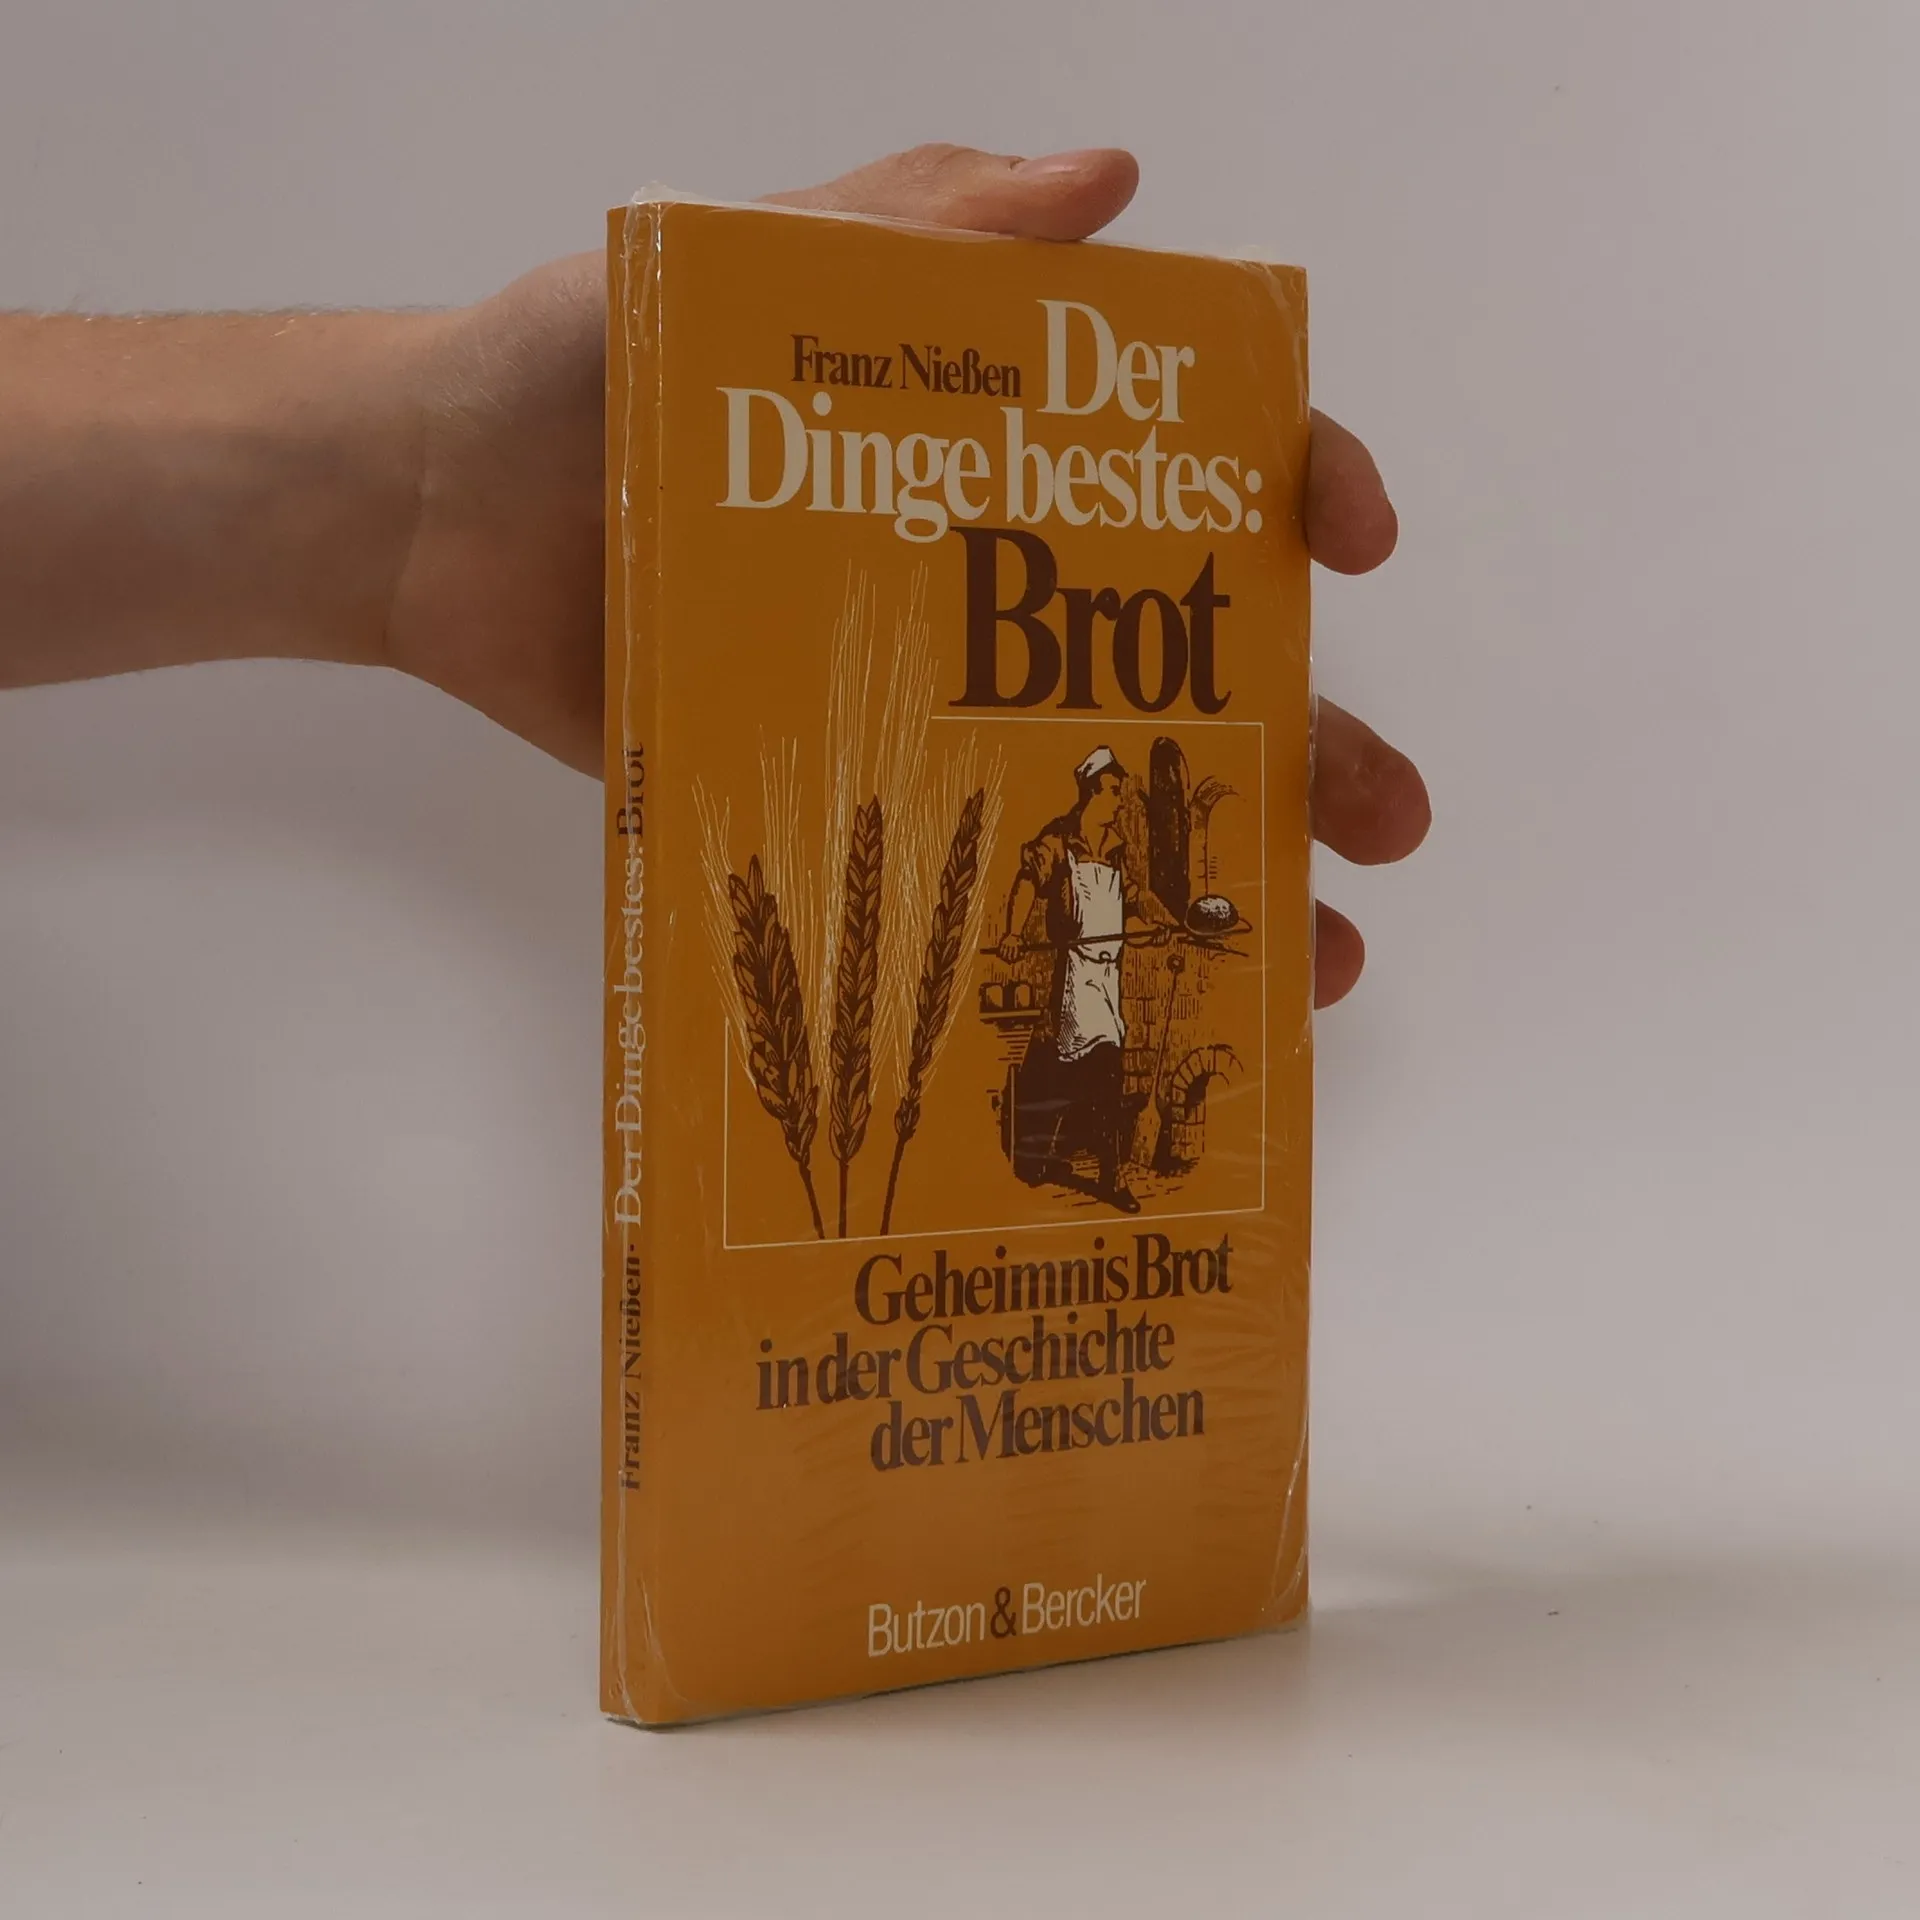 Franz Nießen Der
Dinge bestes:
Brot
Geheimnis Brot
in der Geschichte
der Menschen
Butzon & Bercker
Franz Nießen · Der Dinge bestes: Brot